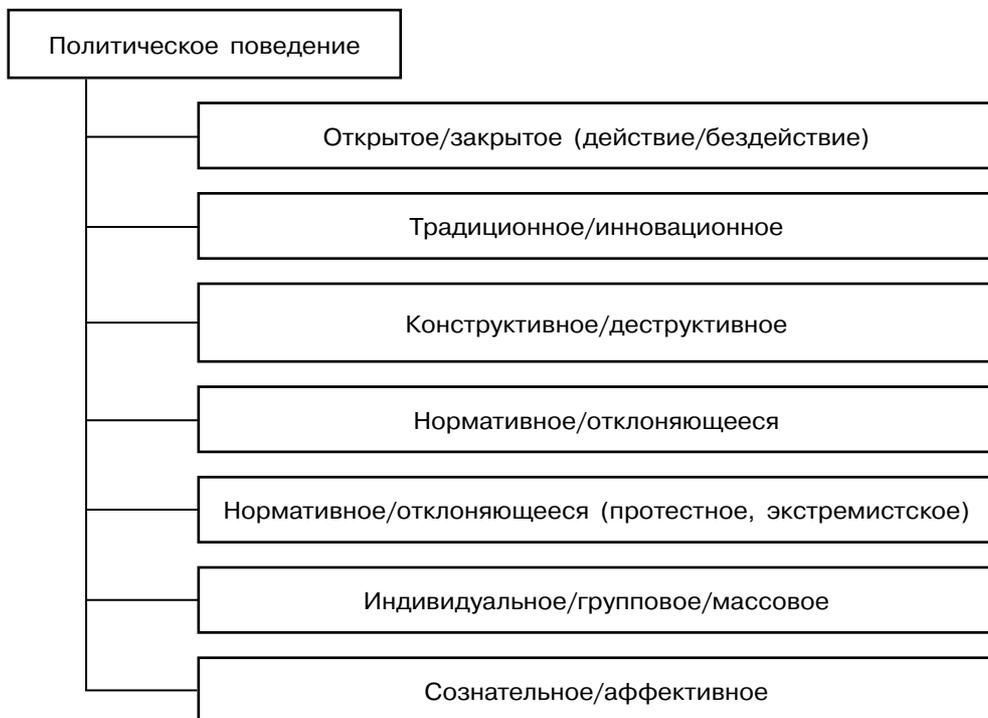 Политическое поведение
Открытое/закрытое (действие/бездействие)
Традиционное/инновационное
Конструктивное/деструктивное
Нормативное/отклоняющееся
Нормативное/отклоняющееся (протестное, экстремистское)
Индивидуальное/групповое/массовое
Сознательное/аффективное